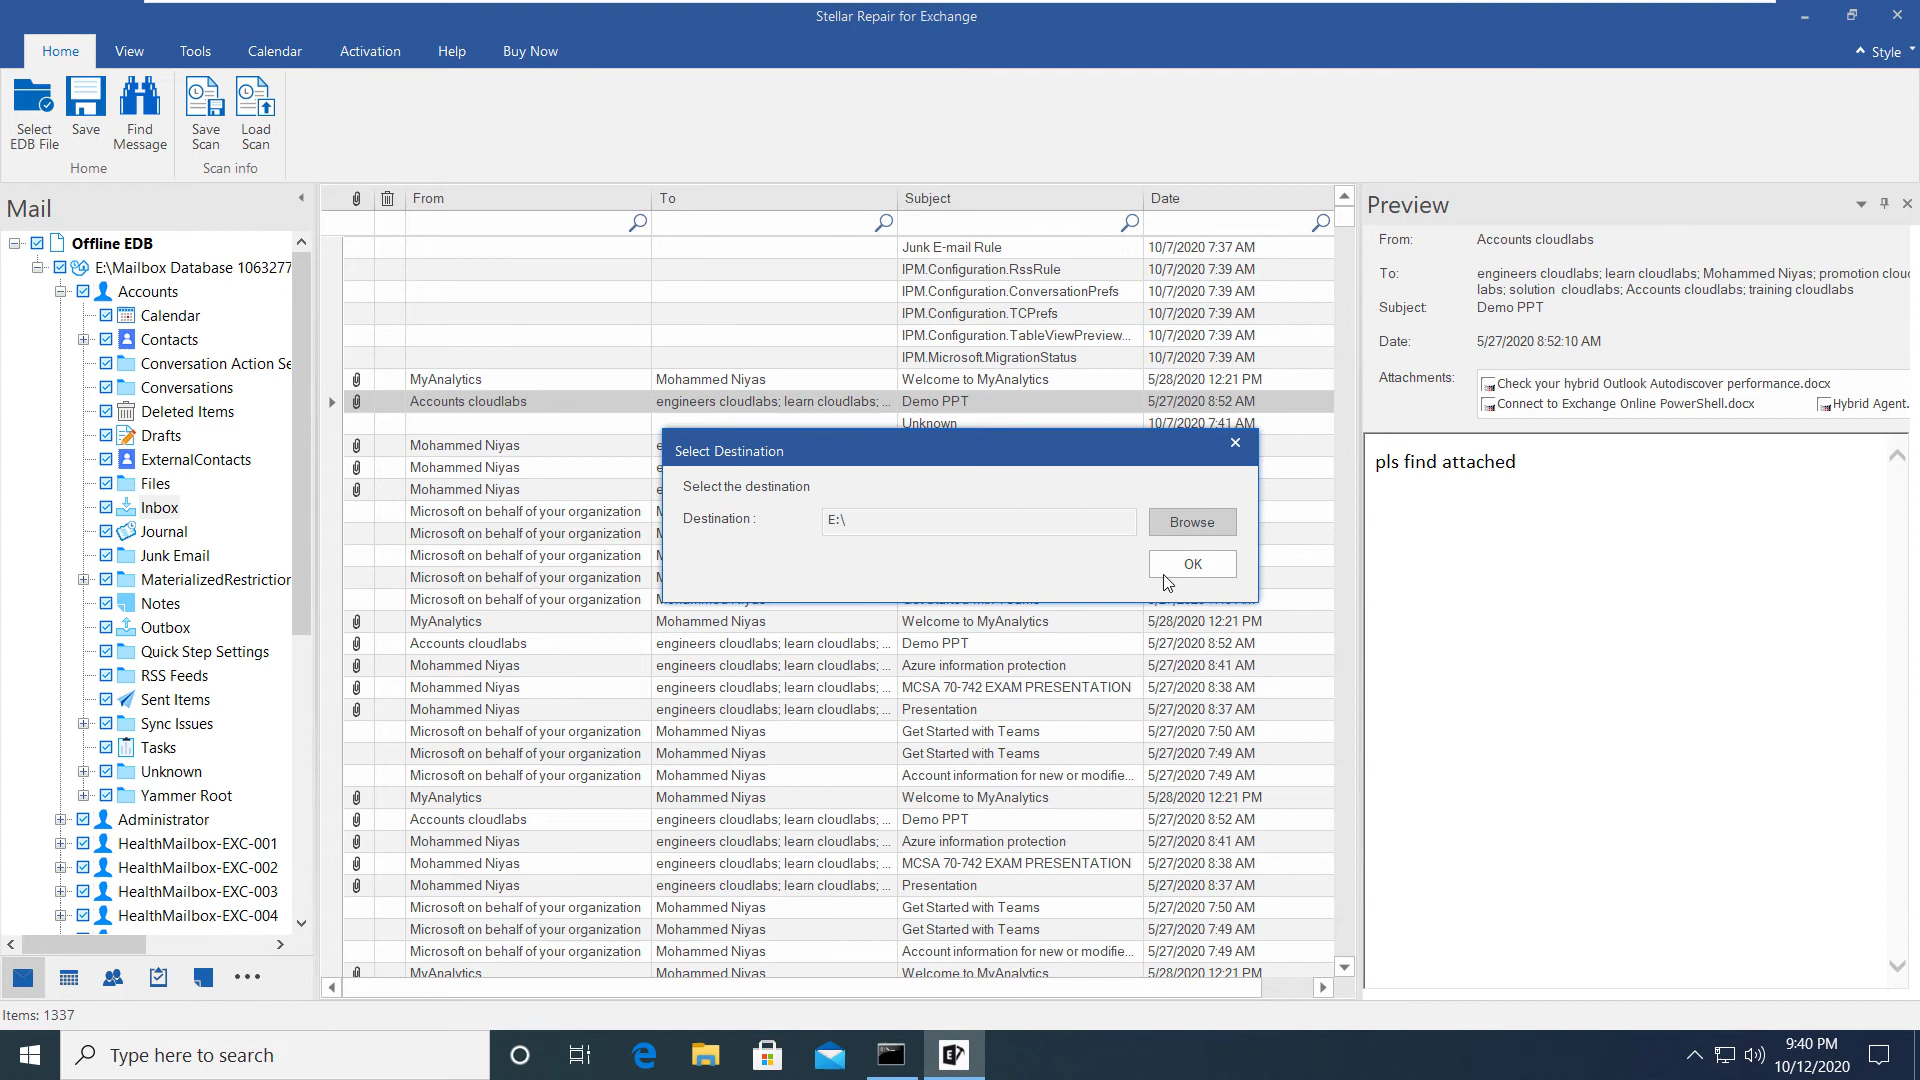 Stellar Repair for Exchange
Home View Tools Calendar Activation Help Buy Now Style
Select EDB File
Save
Find Message
Save Scan
Load Scan
Home Scan info
Mail
Offline EDB
E:\Mailbox Database 1063277
Accounts
Calendar
Contacts
Conversation Action Se
Conversations
Deleted Items
Drafts
ExternalContacts
Files
Inbox
Journal
Junk Email
MaterializedRestriction
Notes
Outbox
Quick Step Settings
RSS Feeds
Sent Items
Sync Issues
Tasks
Unknown
Yammer Root
Administrator
HealthMailbox-EXC-001
HealthMailbox-EXC-002
HealthMailbox-EXC-003
HealthMailbox-EXC-004
Items: 1337
From To Subject Date
Junk E-mail Rule 10/7/2020 7:37 AM
IPM.Configuration.RssRule 10/7/2020 7:39 AM
IPM.Configuration.ConversationPrefs 10/7/2020 7:39 AM
IPM.Configuration.TCPrefs 10/7/2020 7:39 AM
IPM.Configuration.TableViewPreview... 10/7/2020 7:39 AM
IPM.Microsoft.MigrationStatus 10/7/2020 7:39 AM
MyAnalytics Mohammed Niyas Welcome to MyAnalytics 5/28/2020 12:21 PM
Accounts cloudlabs engineers cloudlabs; learn cloudlabs; ... Demo PPT 5/27/2020 8:52 AM
Unknown 10/7/2020 7:41 AM
Mohammed Niyas
Mohammed Niyas
Mohammed Niyas
Microsoft on behalf of your organization
Microsoft on behalf of your organization
Microsoft on behalf of your organization
Microsoft on behalf of your organization
Microsoft on behalf of your organization
MyAnalytics Mohammed Niyas Welcome to MyAnalytics 5/28/2020 12:21 PM
Accounts cloudlabs engineers cloudlabs; learn cloudlabs; ... Demo PPT 5/27/2020 8:52 AM
Mohammed Niyas engineers cloudlabs; learn cloudlabs; ... Azure information protection 5/27/2020 8:41 AM
Mohammed Niyas engineers cloudlabs; learn cloudlabs; ... MCSA 70-742 EXAM PRESENTATION 5/27/2020 8:38 AM
Mohammed Niyas engineers cloudlabs; learn cloudlabs; ... Presentation 5/27/2020 8:37 AM
Microsoft on behalf of your organization Mohammed Niyas Get Started with Teams 5/27/2020 7:50 AM
Microsoft on behalf of your organization Mohammed Niyas Get Started with Teams 5/27/2020 7:49 AM
Microsoft on behalf of your organization Mohammed Niyas Account information for new or modifie... 5/27/2020 7:49 AM
MyAnalytics Mohammed Niyas Welcome to MyAnalytics 5/28/2020 12:21 PM
Accounts cloudlabs engineers cloudlabs; learn cloudlabs; ... Demo PPT 5/27/2020 8:52 AM
Mohammed Niyas engineers cloudlabs; learn cloudlabs; ... Azure information protection 5/27/2020 8:41 AM
Mohammed Niyas engineers cloudlabs; learn cloudlabs; ... MCSA 70-742 EXAM PRESENTATION 5/27/2020 8:38 AM
Mohammed Niyas engineers cloudlabs; learn cloudlabs; ... Presentation 5/27/2020 8:37 AM
Microsoft on behalf of your organization Mohammed Niyas Get Started with Teams 5/27/2020 7:50 AM
Microsoft on behalf of your organization Mohammed Niyas Get Started with Teams 5/27/2020 7:49 AM
Microsoft on behalf of your organization Mohammed Niyas Account information for new or modifie... 5/27/2020 7:49 AM
MyAnalytics Mohammed Niyas Welcome to MyAnalytics 5/28/2020 12:21 PM
Select Destination
Select the destination
Destination : E:\ Browse
OK
Preview
From: Accounts cloudlabs
To: engineers cloudlabs; learn cloudlabs; Mohammed Niyas; promotion clou
labs; solution cloudlabs; Accounts cloudlabs; training cloudlabs
Subject: Demo PPT
Date: 5/27/2020 8:52:10 AM
Attachments: Check your hybrid Outlook Autodiscover performance.docx
Connect to Exchange Online PowerShell.docx Hybrid Agent.
pls find attached
Type here to search
9:40 PM
10/12/2020